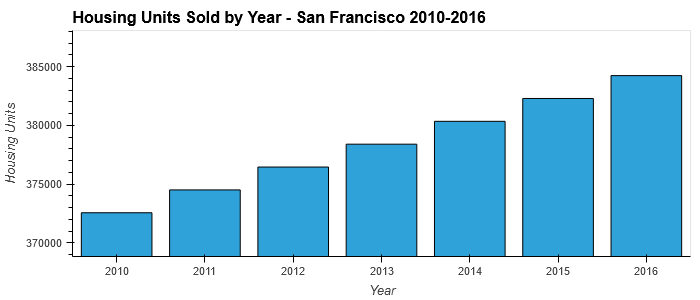 Housing Units Sold by Year - San Francisco 2010-2016
Housing Units
385000
380000
375000
370000
2010 2011 2012 2013 2014 2015 2016
Year